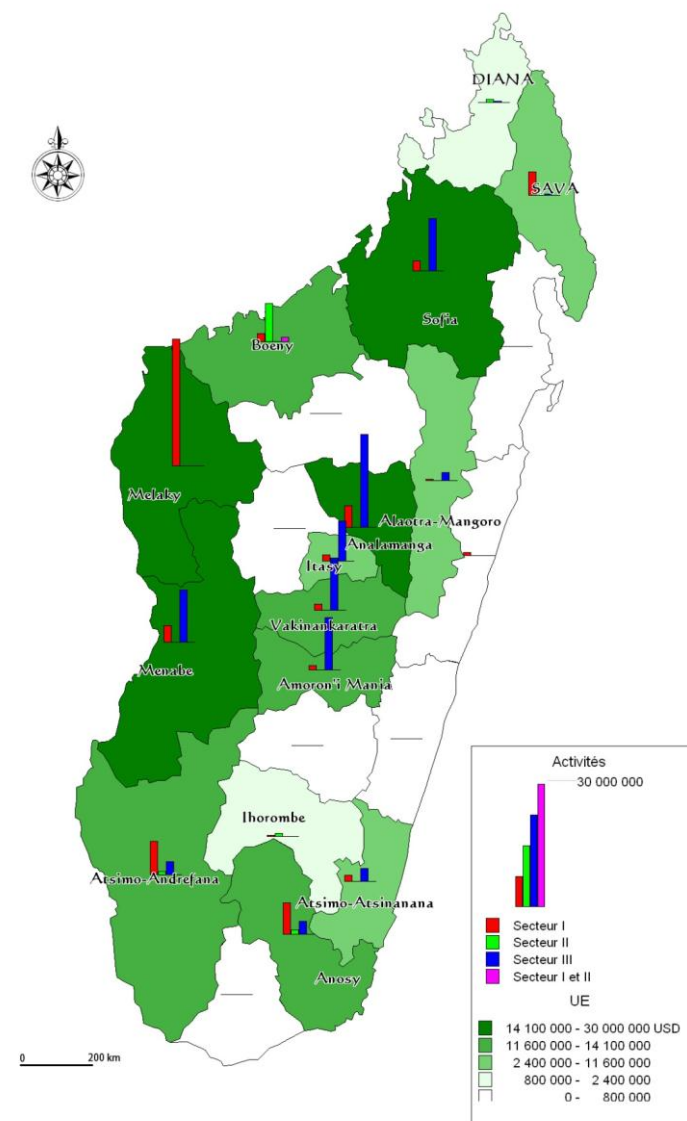 DIANA
SAVA
Sofia
Boeny
Melaky
Alaotra-Mangoro
Analamanga
Itasy
Vakinankaratra
Menabe
Amoron'i Mania
Ihorombe
Atsimo-Andrefana
Atsimo-Atsinanana
Anosy
0 200 km
Activités
30 000 000
Secteur I
Secteur II
Secteur III
Secteur I et II
UE
14 100 000 - 30 000 000 USD
11 600 000 - 14 100 000
2 400 000 - 11 600 000
800 000 - 2 400 000
0 - 800 000